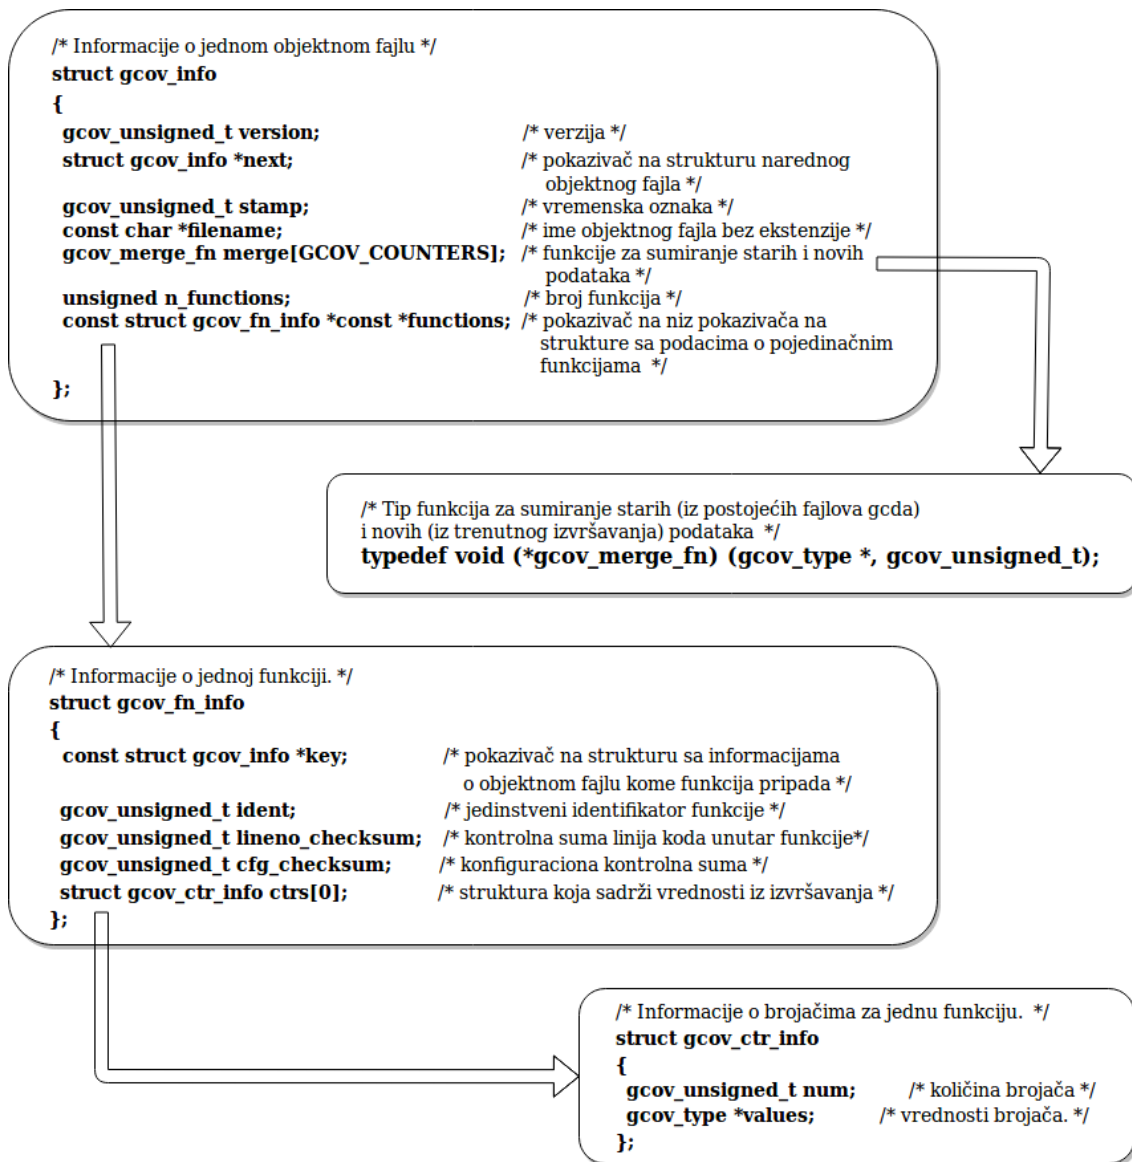 /* Informacije o jednom objektnom fajlu */
struct gcov_info
{
gcov_unsigned_t version; /* verzija */
struct gcov_info *next; /* pokazivač na strukturu narednog
objektnog fajla */
gcov_unsigned_t stamp; /* vremenska oznaka */
const char *filename; /* ime objektnog fajla bez ekstenzije */
gcov_merge_fn merge[GCOV_COUNTERS]; /* funkcije za sumiranje starih i novih
podataka */
unsigned n_functions; /* broj funkcija */
const struct gcov_fn_info *const *functions; /* pokazivač na niz pokazivača na
strukture sa podacima o pojedinačnim
funkcijama */
};
/* Tip funkcija za sumiranje starih (iz postojećih fajlova gcda)
i novih (iz trenutnog izvršavanja) podataka */
typedef void (*gcov_merge_fn) (gcov_type *, gcov_unsigned_t);
/* Informacije o jednoj funkciji. */
struct gcov_fn_info
{
const struct gcov_info *key; /* pokazivač na strukturu sa informacijama
o objektnom fajlu kome funkcija pripada */
gcov_unsigned_t ident; /* jedinstveni identifikator funkcije */
gcov_unsigned_t lineno_checksum; /* kontrolna suma linija koda unutar funkcije*/
gcov_unsigned_t cfg_checksum; /* konfiguraciona kontrolna suma */
struct gcov_ctr_info ctrs[0]; /* struktura koja sadrži vrednosti iz izvršavanja */
};
/* Informacije o brojačima za jednu funkciju. */
struct gcov_ctr_info
{
gcov_unsigned_t num; /* količina brojača */
gcov_type *values; /* vrednosti brojača. */
};